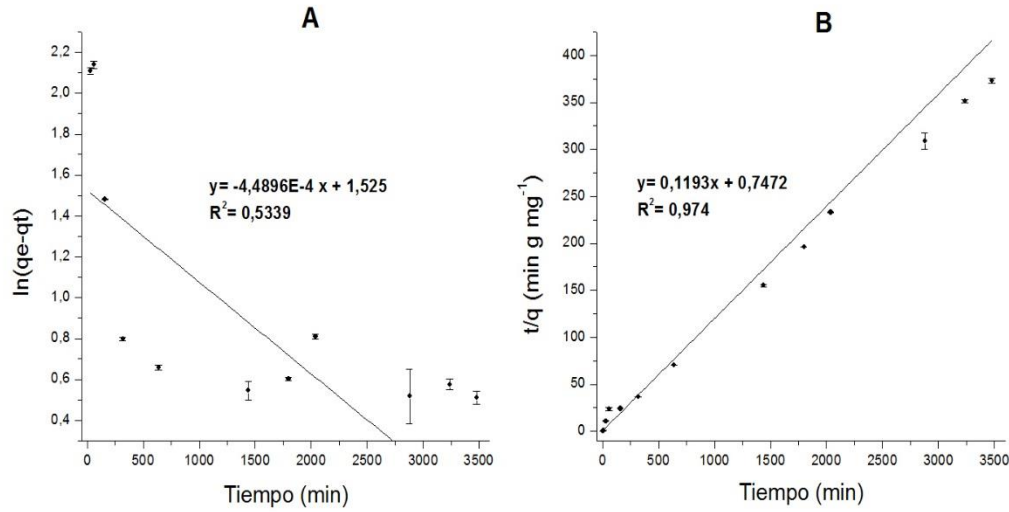 A
ln(qe-qt)
2,2
2,0
1,8
1,6
1,4
1,2
1,0
0,8
0,6
0,4
y= -4,4896E-4 x + 1,525
R²= 0,5339
0 500 1000 1500 2000 2500 3000 3500
Tiempo (min)
B
t/q (min g mg⁻¹)
400
350
300
250
200
150
100
50
0
y= 0,1193x + 0,7472
R²= 0,974
0 500 1000 1500 2000 2500 3000 3500
Tiempo (min)